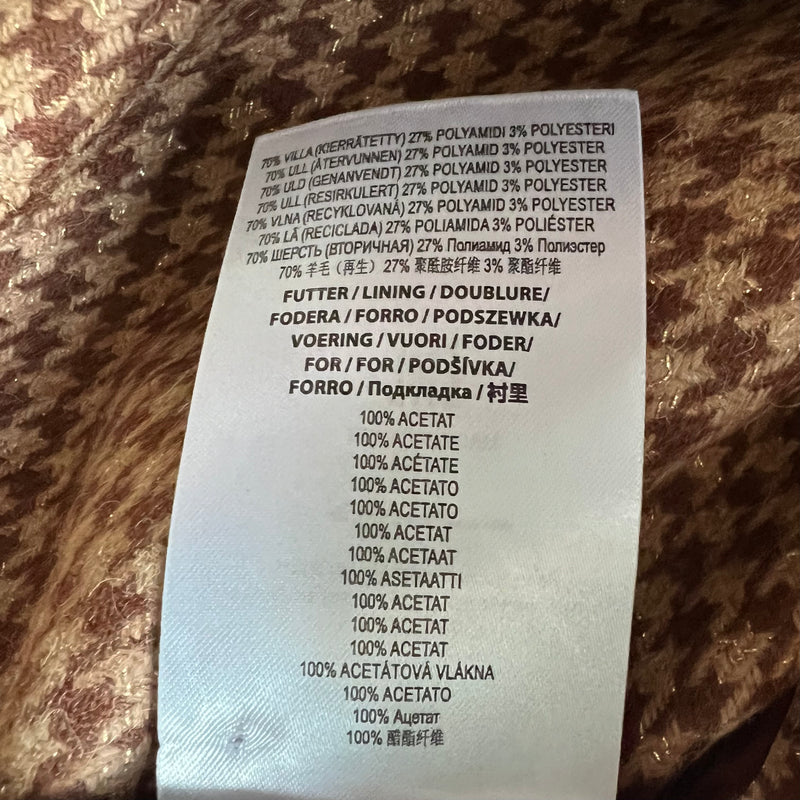 70% VILLA (KIERRÄTETTY) 27% POLYAMIDI 3% POLYESTERI
70% ULL (ÅTERVUNNEN) 27% POLYAMID 3% POLYESTER
70% ULD (GENANVENDT) 27% POLYAMID 3% POLYESTER
70% ULL (RESIRKULERT) 27% POLYAMID 3% POLYESTER
70% VLNA (RECYKLOVANÁ) 27% POLYAMID 3% POLYESTER
70% LÃ (RECICLADA) 27% POLIAMIDA 3% POLIÉSTER
70% ШЕРСТЬ (ВТОРИЧНАЯ) 27% Полиамид 3% Полиэстер
70% 羊毛（再生）27% 聚酰胺纤维 3% 聚酯纤维
FUTTER / LINING / DOUBLURE/
FODERA / FORRO / PODSZEWKA/
VOERING / VUORI / FODER/
FOR / FOR / PODŠÍVKA/
FORRO / Подкладка / 衬里
100% ACETAT
100% ACETATE
100% ACÉTATE
100% ACETATO
100% ACETATO
100% ACETAT
100% ACETAAT
100% ASETAATTI
100% ACETAT
100% ACETAT
100% ACETAT
100% ACETÁTOVÁ VLÁKNA
100% ACETATO
100% Ацетат
100% 醋酯纤维